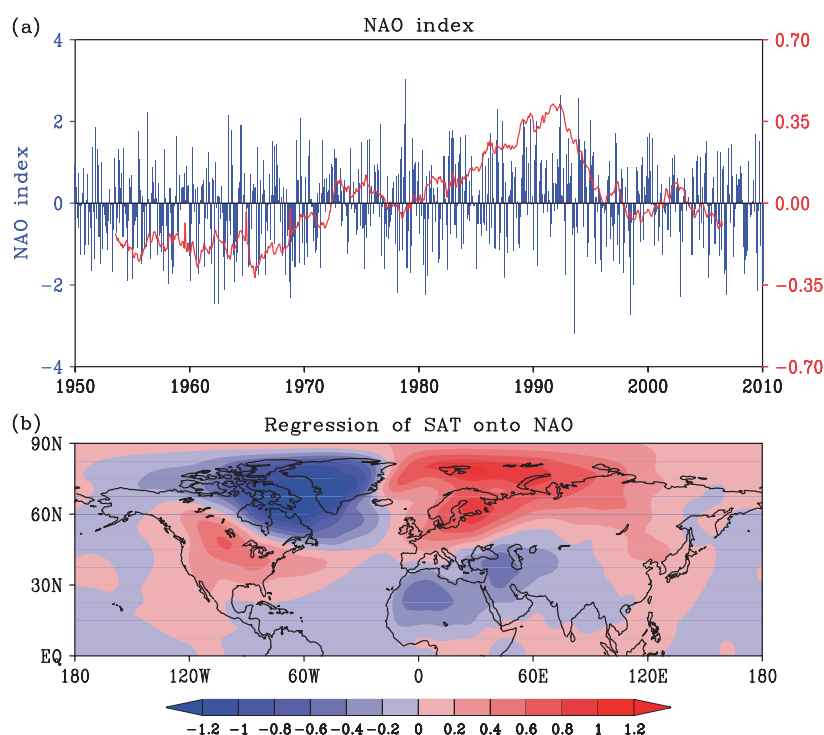 (a)
NAO index
4
2
0
-2
-4
NAO index
0.70
0.35
0.00
-0.35
-0.70
1950 1960 1970 1980 1990 2000 2010
(b)
Regression of SAT onto NAO
90N
60N
30N
EQ
180 120W 60W 0 60E 120E 180
-1.2 -1 -0.8 -0.6 -0.4 -0.2 0 0.2 0.4 0.6 0.8 1 1.2